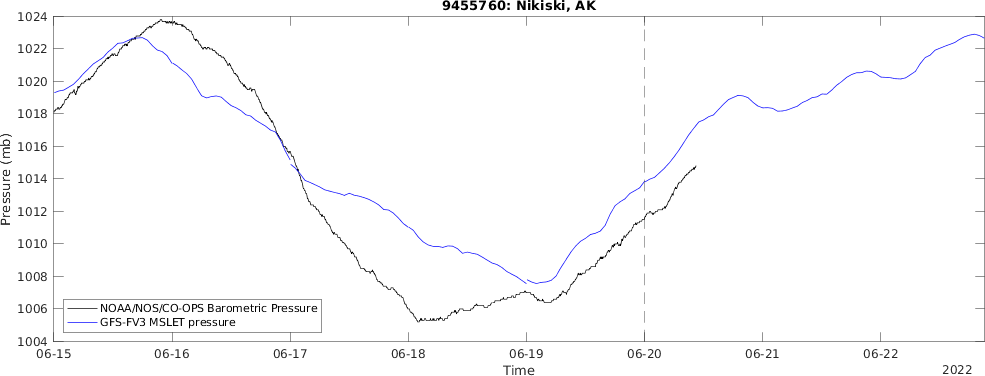 9455760: Nikiski, AK
1024
1022
1020
1018
1016
1014
1012
1010
1008
1006
1004
Pressure (mb)
NOAA/NOS/CO-OPS Barometric Pressure
GFS-FV3 MSLET pressure
06-15 06-16 06-17 06-18 06-19 06-20 06-21 06-22
Time
2022